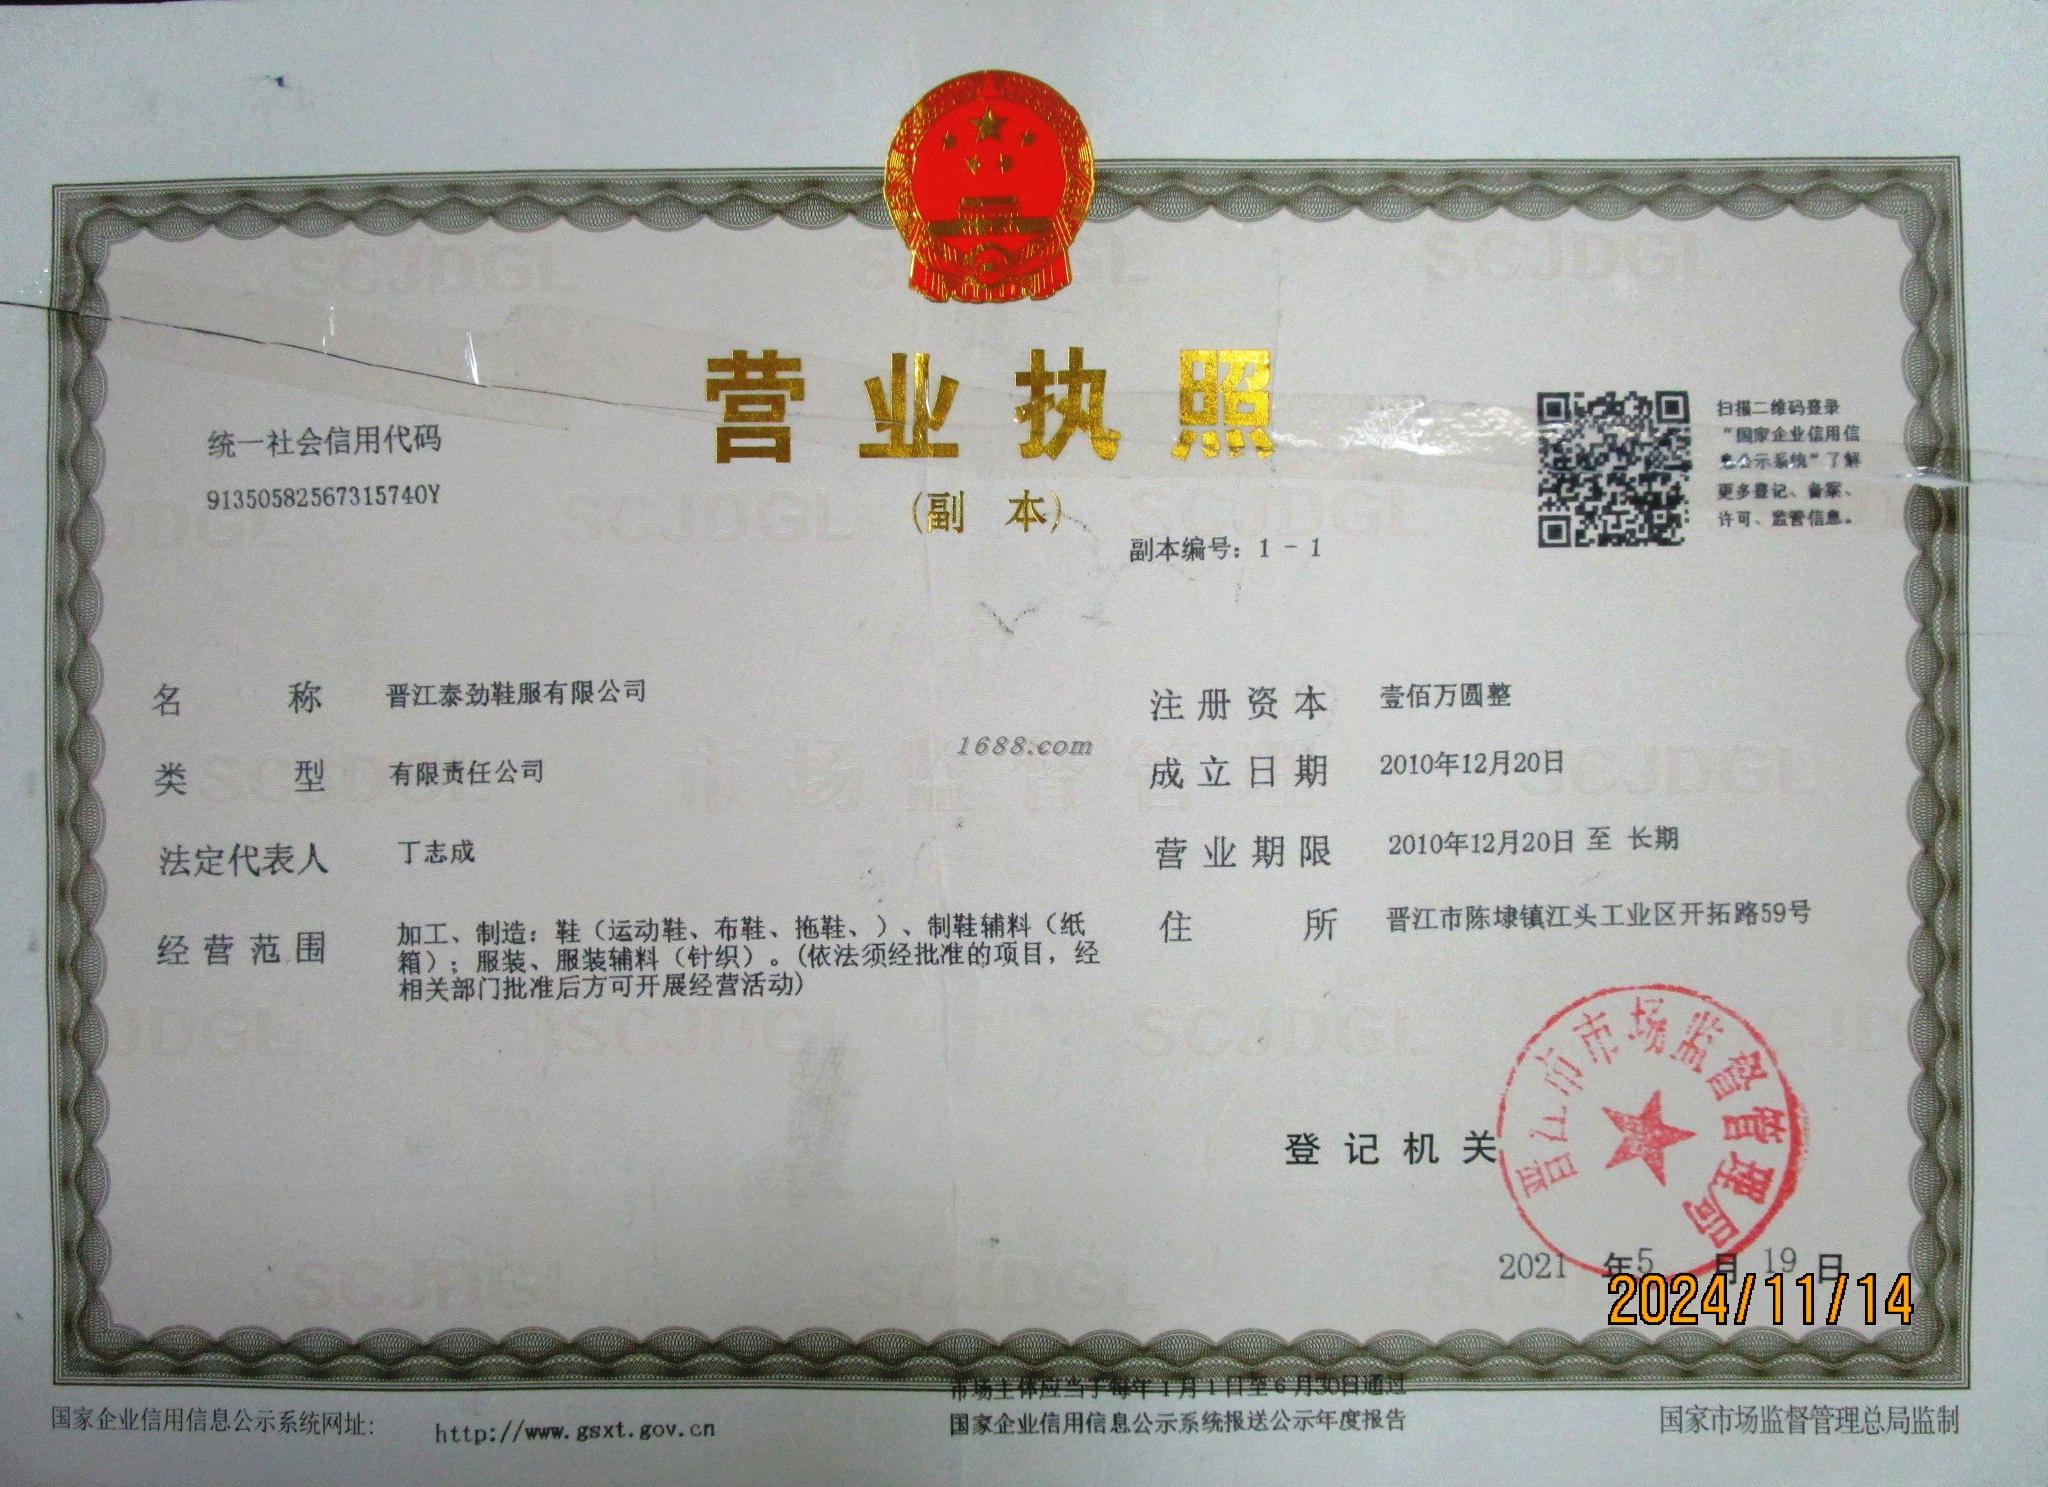 营业执照
(副 本)
副本编号：1 - 1
统一社会信用代码
91350582567315740Y
扫描二维码登录
“国家企业信用信
息公示系统”了解
更多登记、备案、
许可、监管信息。
名 称 晋江泰劲鞋服有限公司
类 型 有限责任公司
法定代表人 丁志成
经营范围 加工、制造：鞋（运动鞋、布鞋、拖鞋、）、制鞋辅料（纸
箱）；服装、服装辅料（针织）。(依法须经批准的项目，经
相关部门批准后方可开展经营活动)
注册资本 壹佰万圆整
成立日期 2010年12月20日
营业期限 2010年12月20日 至 长期
住 所 晋江市陈埭镇江头工业区开拓路59号
1688.com
登记机关
晋江市市场监督管理局
2021 年5 月19 日
2024/11/14
国家企业信用信息公示系统网址：
http://www.gsxt.gov.cn
市场主体应当于每年1月1日至6月30日通过
国家企业信用信息公示系统报送公示年度报告
国家市场监督管理总局监制
SCJDGL
市场监督管理